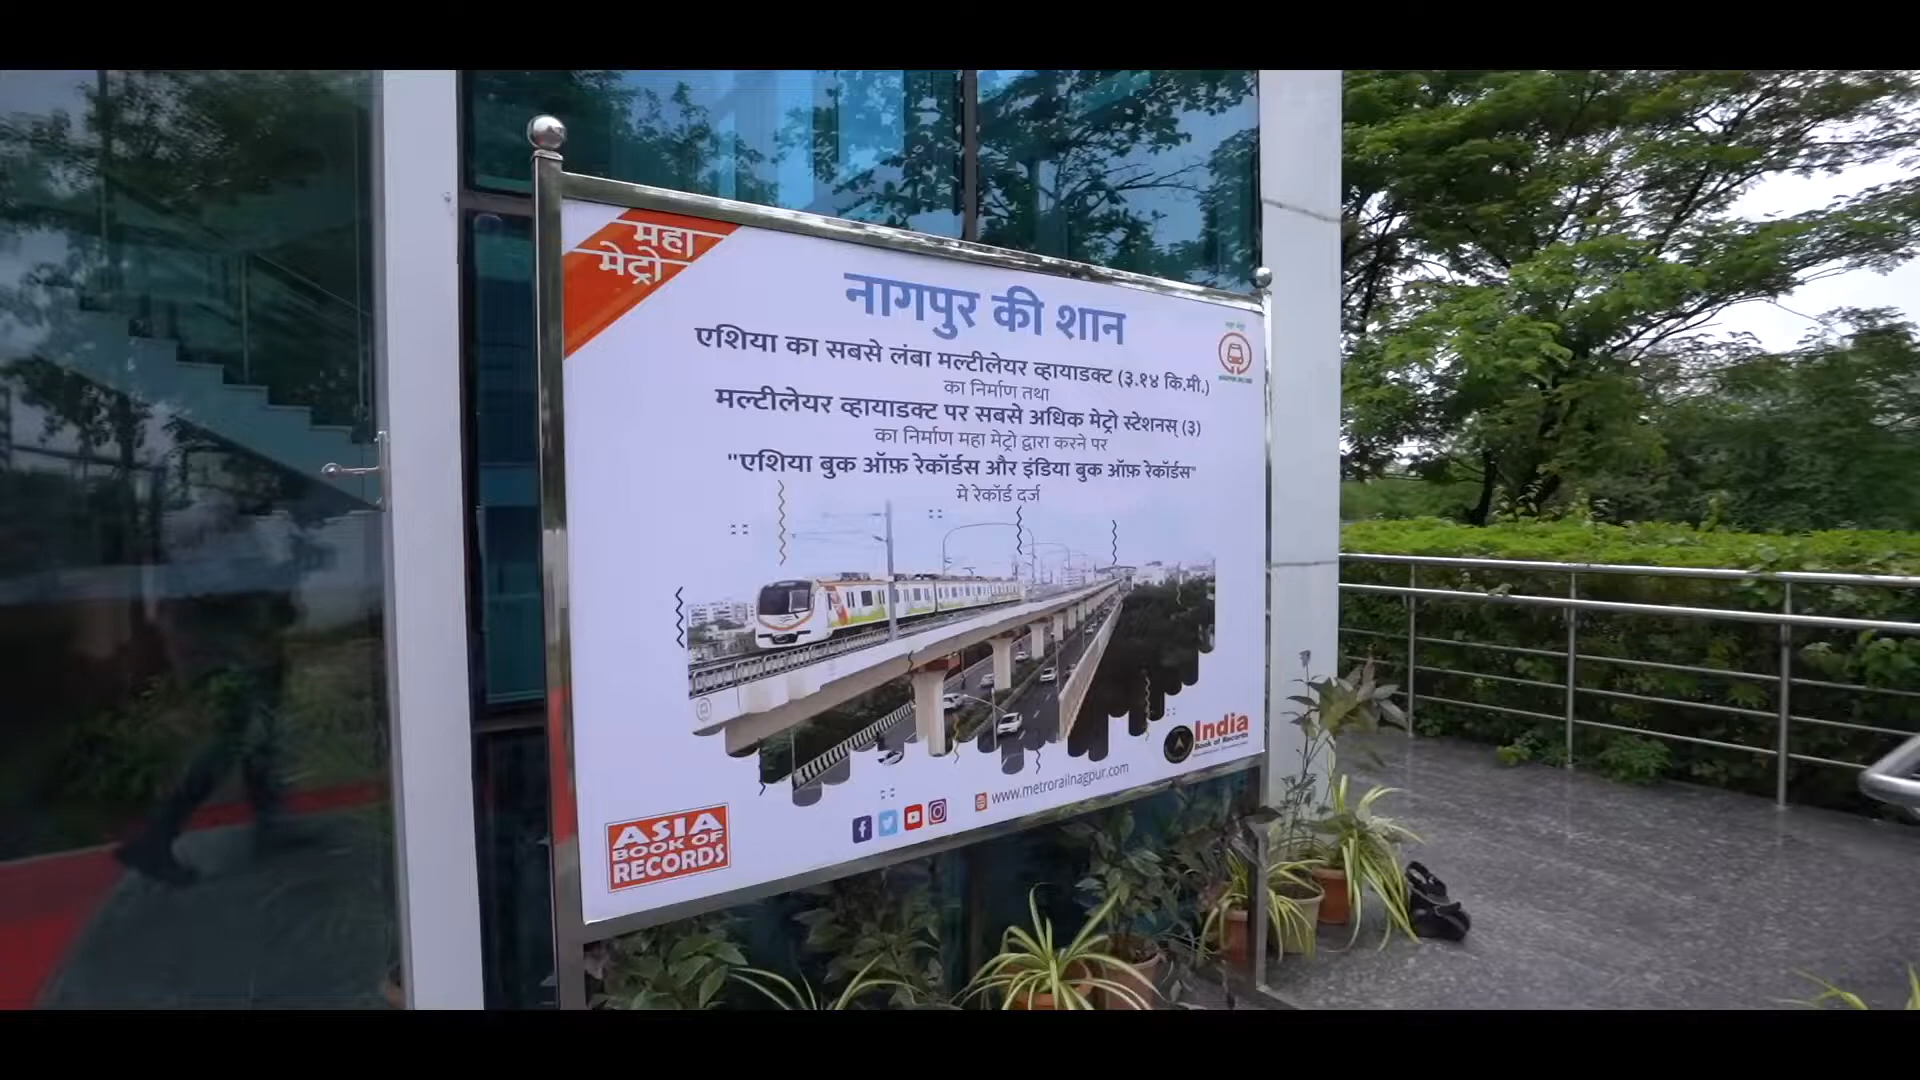 महा
मेट्रो
नागपुर की शान
एशिया का सबसे लंबा मल्टीलेयर व्हायाडक्ट (३.१४ कि.मी.)
का निर्माण तथा
मल्टीलेयर व्हायाडक्ट पर सबसे अधिक मेट्रो स्टेशनस् (३)
का निर्माण महा मेट्रो द्वारा करने पर
"एशिया बुक ऑफ़ रेकॉर्डस और इंडिया बुक ऑफ़ रेकॉर्डस"
मे रेकॉर्ड दर्ज
India
Book of Records
www.metrorailnagpur.com
ASIA
BOOK OF
RECORDS